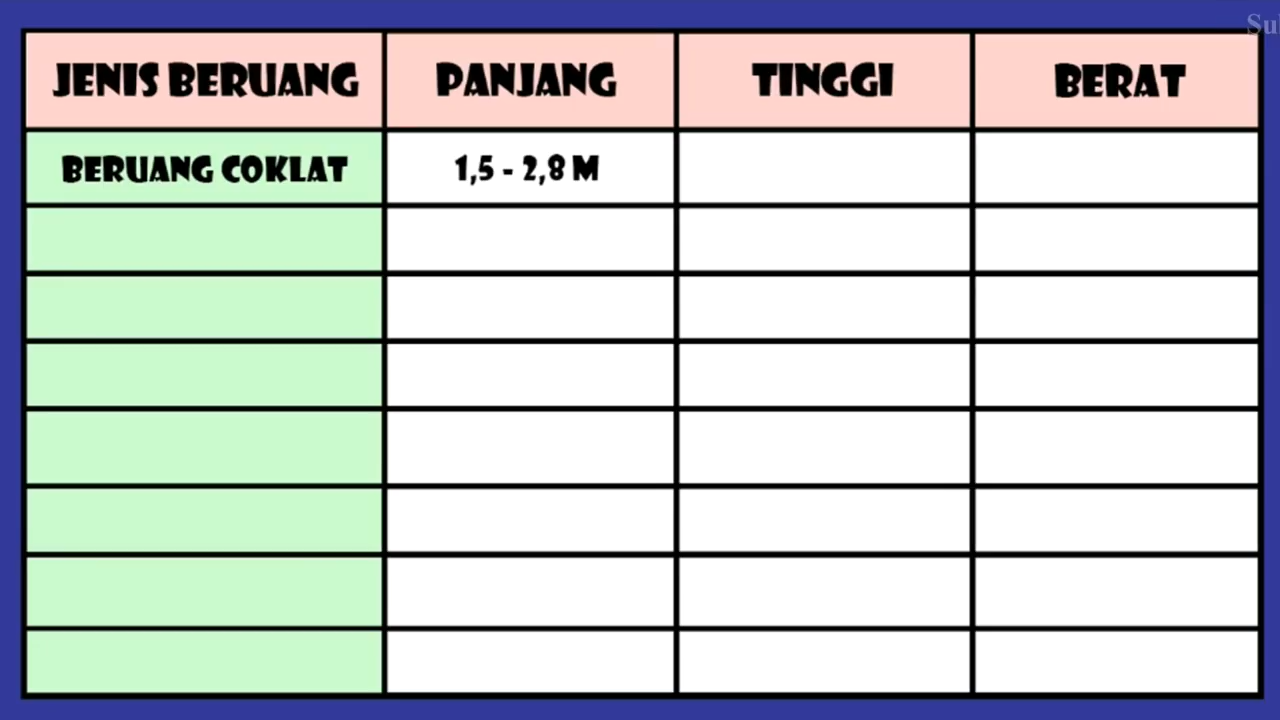 JENIS BERUANG PANJANG TINGGI BERAT
BERUANG COKLAT 1,5 - 2,8 M